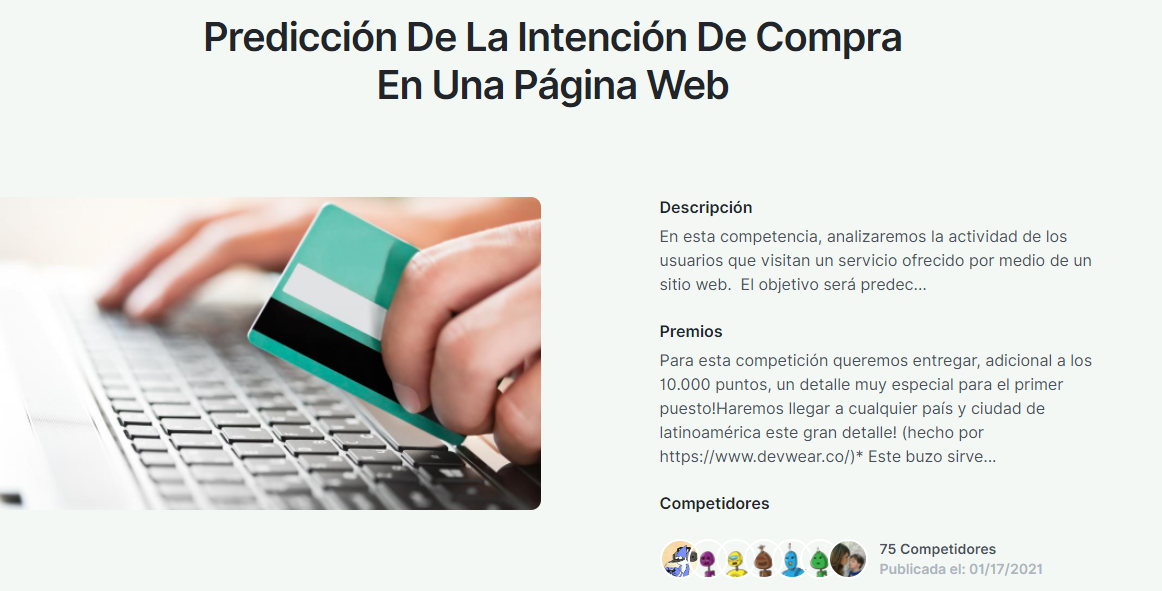 Predicción De La Intención De Compra
En Una Página Web
Descripción
En esta competencia, analizaremos la actividad de los
usuarios que visitan un servicio ofrecido por medio de un
sitio web.  El objetivo será predec...
Premios
Para esta competición queremos entregar, adicional a los
10.000 puntos, un detalle muy especial para el primer
puesto!Haremos llegar a cualquier país y ciudad de
latinoamérica este gran detalle! (hecho por
https://www.devwear.co/)* Este buzo sirve...
Competidores
75 Competidores
Publicada el: 01/17/2021